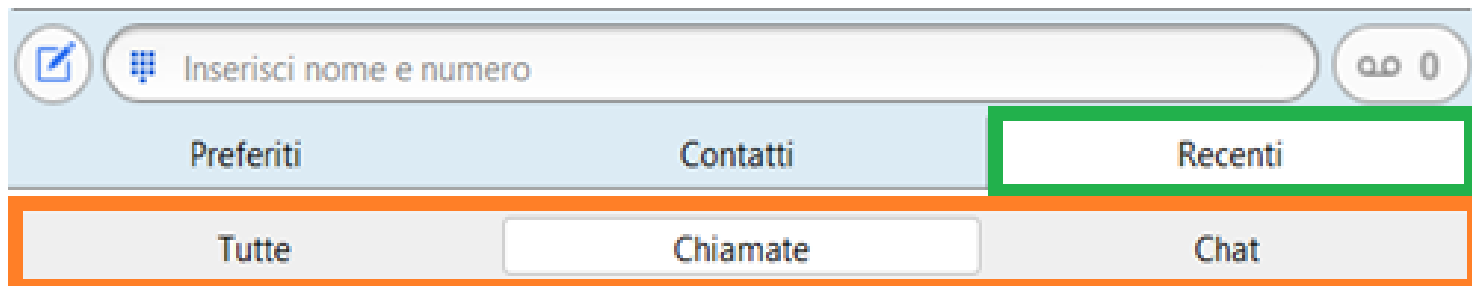 Inserisci nome e numero 0
Preferiti Contatti Recenti
Tutte Chiamate Chat